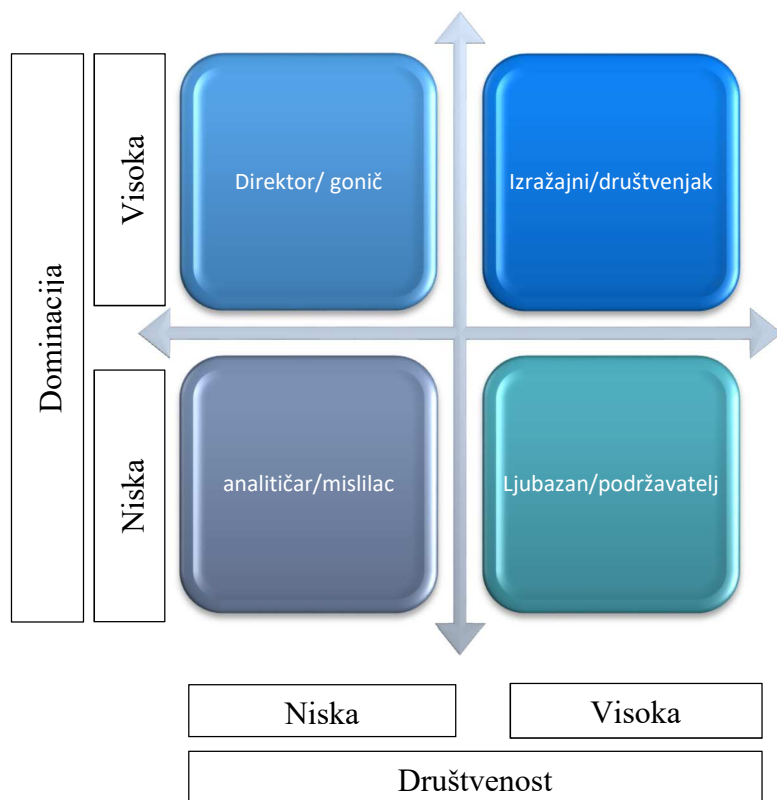 Dominacija
Visoka
Direktor/ gonič
Izražajni/društvenjak
Niska
analitičar/mislilac
Ljubazan/podržavatelj
Niska
Visoka
Društvenost